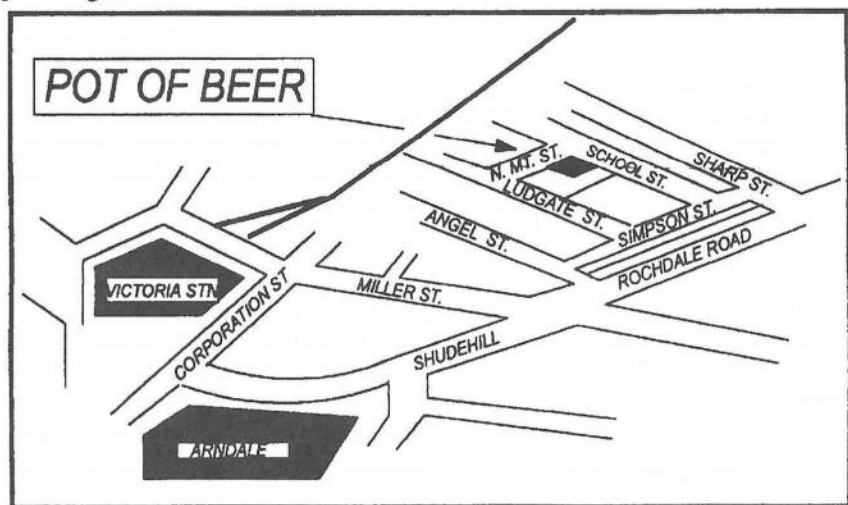 POT OF BEER
N. MT. ST.
SCHOOL ST.
SHARP ST.
LUDGATE ST.
SIMPSON ST.
ANGEL ST.
ROCHDALE ROAD
VICTORIA STN
CORPORATION ST
MILLER ST.
SHUDEHILL
ARNDALE